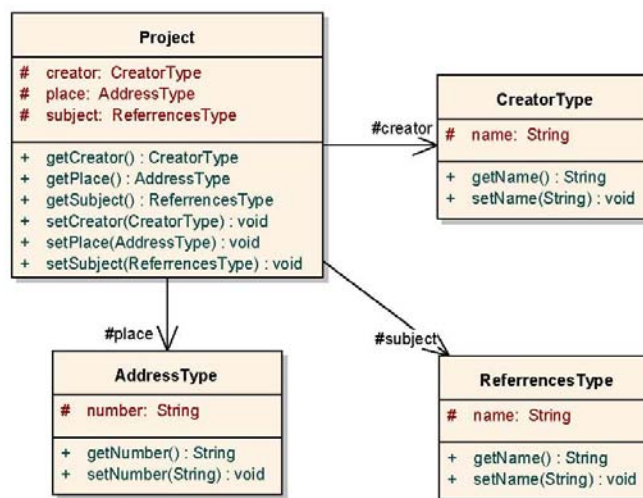 Project
# creator: CreatorType
# place: AddressType
# subject: ReferrencesType
+ getCreator() : CreatorType
+ getPlace() : AddressType
+ getSubject() : ReferrencesType
+ setCreator(CreatorType) : void
+ setPlace(AddressType) : void
+ setSubject(ReferrencesType) : void
#creator
CreatorType
# name: String
+ getName() : String
+ setName(String) : void
#place
AddressType
# number: String
+ getNumber() : String
+ setNumber(String) : void
#subject
ReferrencesType
# name: String
+ getName() : String
+ setName(String) : void